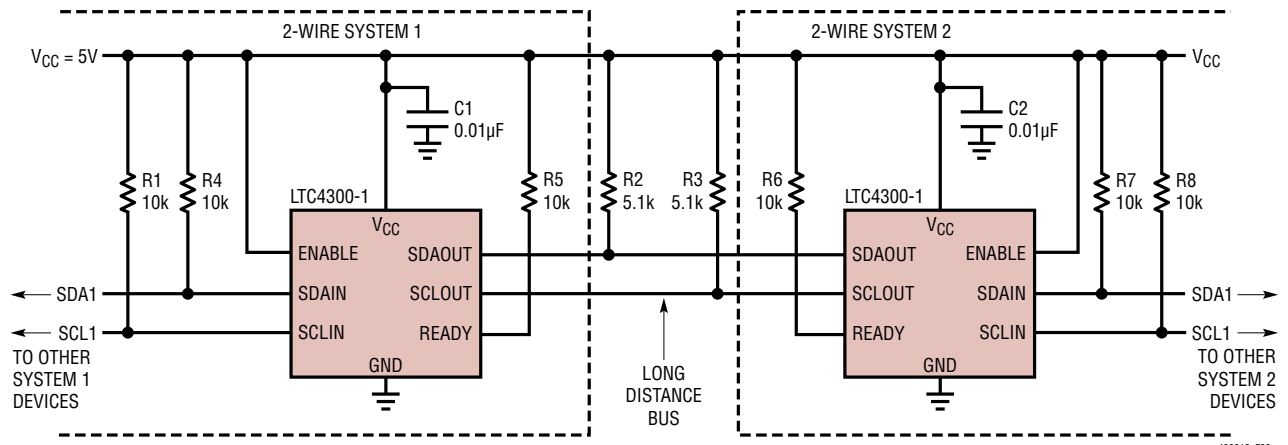 2-WIRE SYSTEM 1
2-WIRE SYSTEM 2
VCC = 5V
VCC
C1
0.01µF
C2
0.01µF
R1
10k
R4
10k
R5
10k
R2
5.1k
R3
5.1k
R6
10k
R7
10k
R8
10k
LTC4300-1
VCC
ENABLE
SDAOUT
SDAIN
SCLOUT
SCLIN
READY
GND
LTC4300-1
VCC
SDAOUT
ENABLE
SCLOUT
SDAIN
READY
SCLIN
GND
SDA1
SCL1
TO OTHER
SYSTEM 1
DEVICES
LONG
DISTANCE
BUS
SDA1
SCL1
TO OTHER
SYSTEM 2
DEVICES